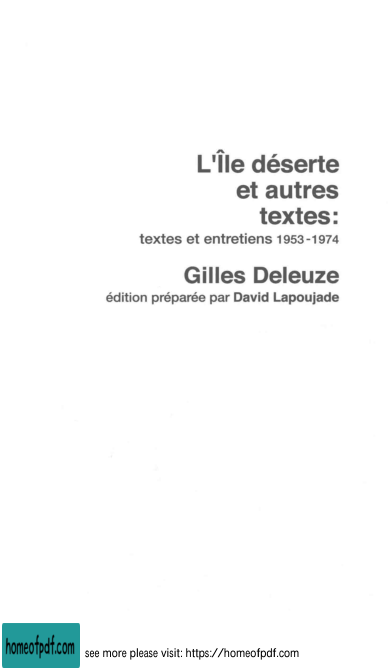 L'Île déserte
et autres
textes:
textes et entretiens 1953-1974
Gilles Deleuze
édition préparée par David Lapoujade
homeofpdf.com
see more please visit: https://homeofpdf.com